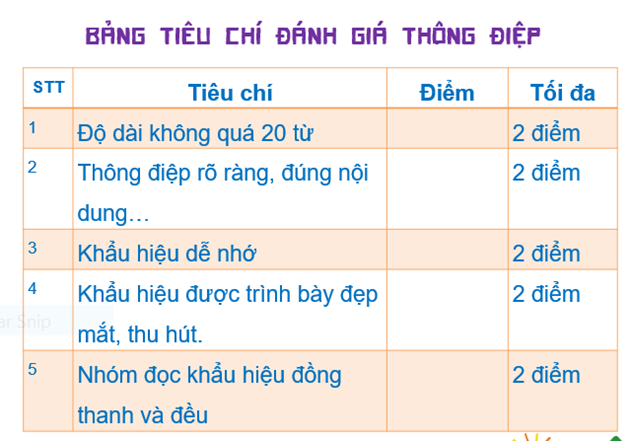 BẢNG TIÊU CHÍ ĐÁNH GIÁ THÔNG ĐIỆP
STT Tiêu chí Điểm Tối đa
1 Độ dài không quá 20 từ 2 điểm
2 Thông điệp rõ ràng, đúng nội 2 điểm
dung...
3 Khẩu hiệu dễ nhớ 2 điểm
4 Khẩu hiệu được trình bày đẹp 2 điểm
mắt, thu hút.
ar Snip
5 Nhóm đọc khẩu hiệu đồng 2 điểm
thanh và đều